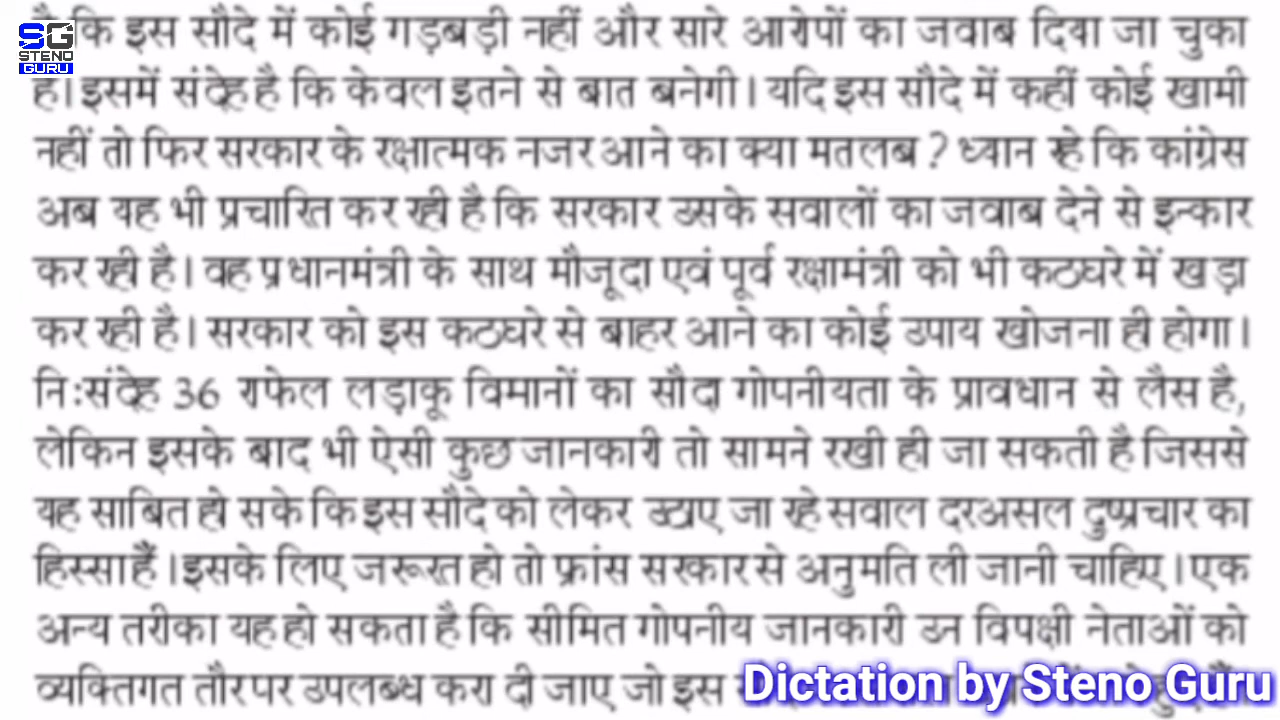 SG
STENO
GURU
है कि इस सौदे में कोई गड़बड़ी नहीं और सारे आरोपों का जवाब दिया जा चुका
है। इसमें संदेह है कि केवल इतने से बात बनेगी। यदि इस सौदे में कहीं कोई खामी
नहीं तो फिर सरकार के रक्षात्मक नजर आने का क्या मतलब ? ध्यान रहे कि कांग्रेस
अब यह भी प्रचारित कर रही है कि सरकार उसके सवालों का जवाब देने से इन्कार
कर रही है। वह प्रधानमंत्री के साथ मौजूदा एवं पूर्व रक्षामंत्री को भी कठघरे में खड़ा
कर रही है। सरकार को इस कठघरे से बाहर आने का कोई उपाय खोजना ही होगा।
नि:संदेह 36 राफेल लड़ाकू विमानों का सौदा गोपनीयता के प्रावधान से लैस है,
लेकिन इसके बाद भी ऐसी कुछ जानकारी तो सामने रखी ही जा सकती है जिससे
यह साबित हो सके कि इस सौदे को लेकर उठाए जा रहे सवाल दरअसल दुष्प्रचार का
हिस्सा हैं। इसके लिए जरूरत हो तो फ्रांस सरकार से अनुमति ली जानी चाहिए। एक
अन्य तरीका यह हो सकता है कि सीमित गोपनीय जानकारी उन विपक्षी नेताओं को
व्यक्तिगत तौर पर उपलब्ध करा दी जाए जो इस
Dictation by Steno Guru